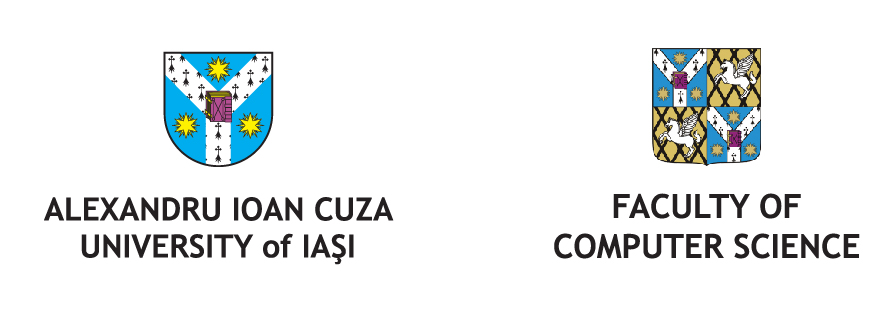 ALEXANDRU IOAN CUZA
UNIVERSITY of IAŞI
FACULTY OF
COMPUTER SCIENCE